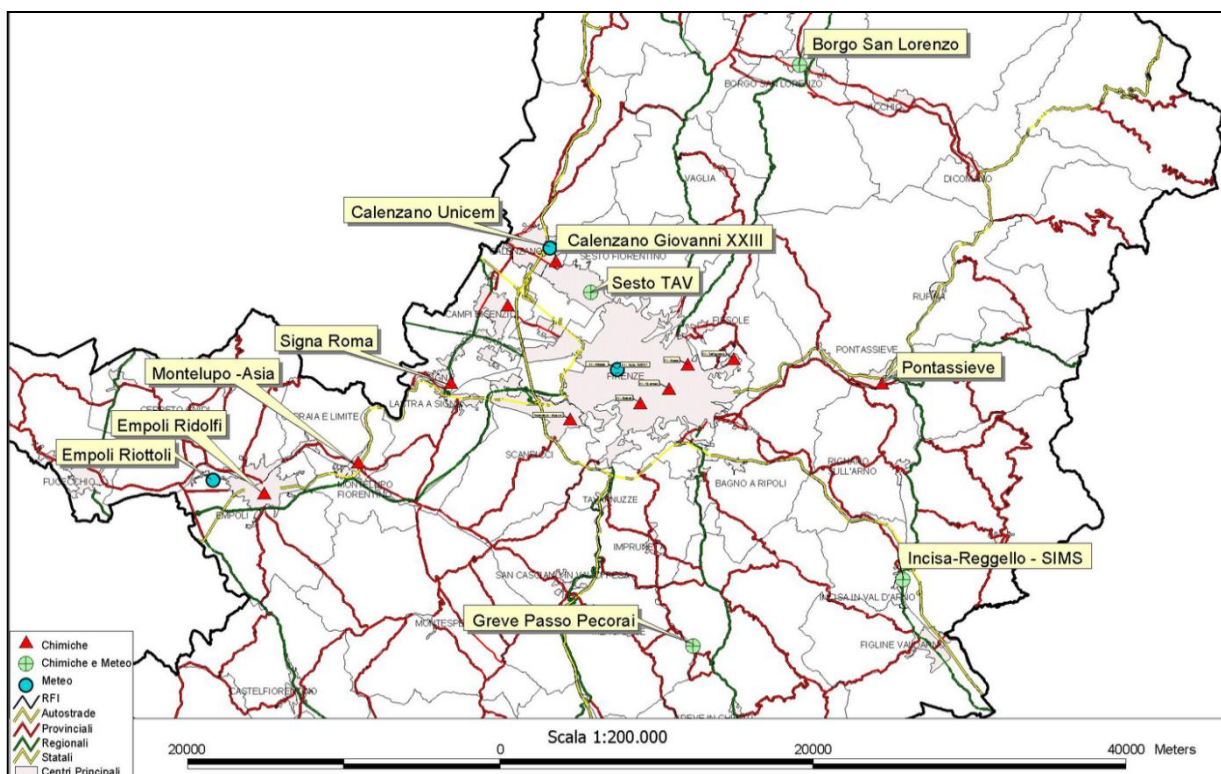 Borgo San Lorenzo
BORGO SAN LORENZO
VICCHIO
DICOMANO
VAGLIA
Calenzano Unicem
Calenzano Giovanni XXIII
CALENZANO
SESTO FIORENTINO
Sesto TAV
RUFINA
CAMPI BISENZIO
FIESOLE
Signa Roma
PONTASSIEVE
Pontassieve
Montelupo -Asia
FIRENZE
LASTRA A SIGNA
Empoli Ridolfi
Empoli Riottoli
SCANDICCI
RIGNANO
SULL'ARNO
FUCECCHIO
MONTELUPO
FIORENTINO
BAGNO A RIPOLI
EMPOLI
TAVARNUZZE
IMPRUNETA
Incisa-Reggello - SIMS
SAN CASCIANO IN VAL DI PESA
INCISA IN VAL D'ARNO
Greve Passo Pecorai
FIGLINE VALDARNO
CASTELFIORENTINO
Chimiche
Chimiche e Meteo
Meteo
RFI
Autostrade
Provinciali
Regionali
Statali
Centri Principali
Scala 1:200.000
20000
0
20000
40000 Meters